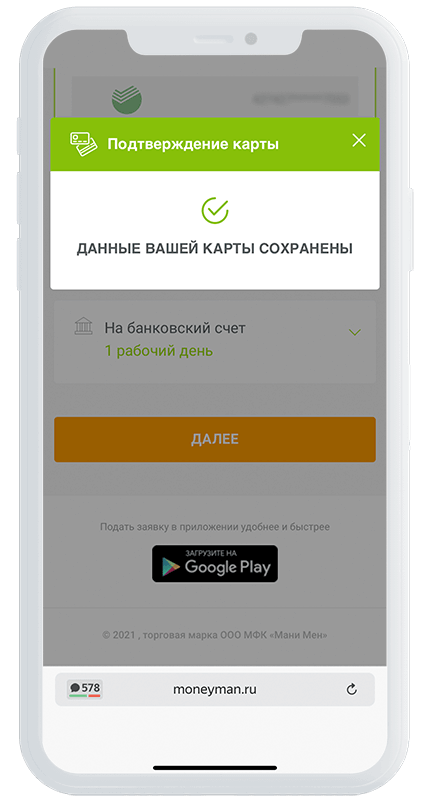 Подтверждение карты
ДАННЫЕ ВАШЕЙ КАРТЫ СОХРАНЕНЫ
На банковский счет
1 рабочий день
ДАЛЕЕ
Подать заявку в приложении удобнее и быстрее
ЗАГРУЗИТЕ НА
Google Play
© 2021 , торговая марка ООО МФК «Мани Мен»
578
moneyman.ru